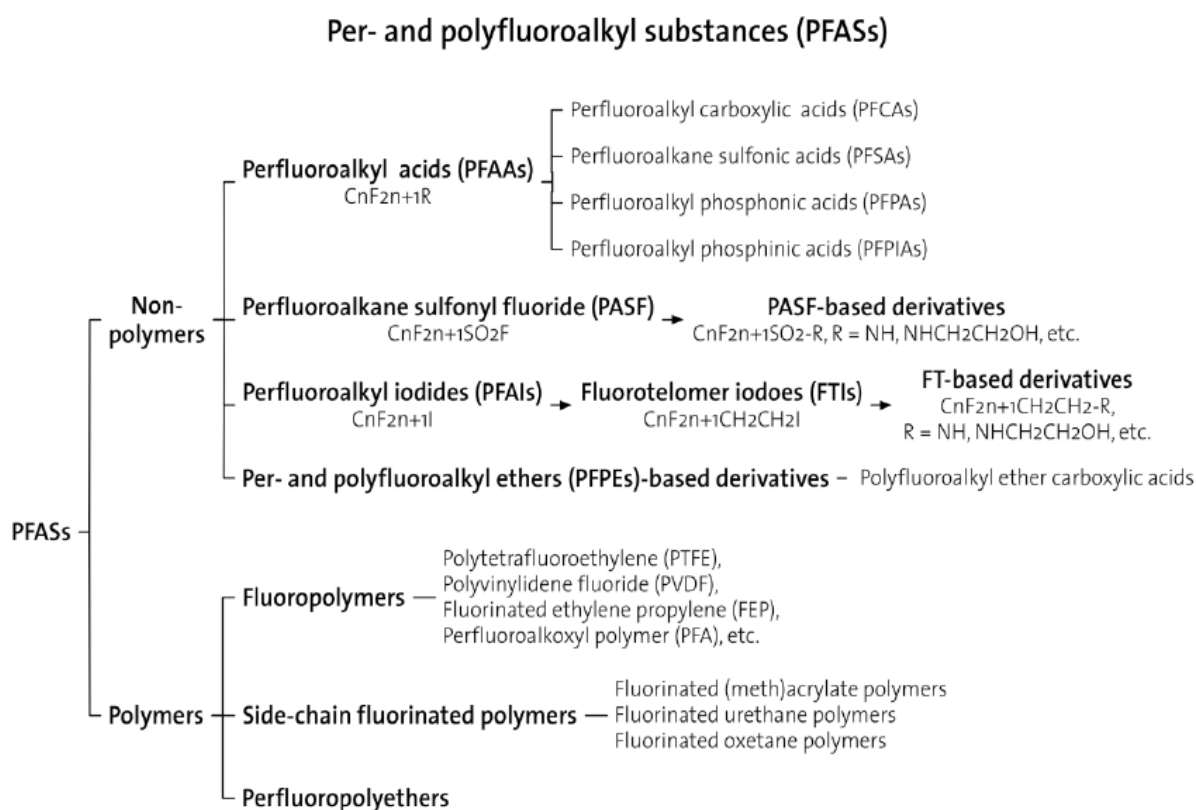 Per- and polyfluoroalkyl substances (PFASs)
Perfluoroalkyl carboxylic acids (PFCAs)
Perfluoroalkane sulfonic acids (PFSAs)
Perfluoroalkyl acids (PFAAs)
CnF2n+1R
Perfluoroalkyl phosphonic acids (PFPAs)
Perfluoroalkyl phosphinic acids (PFPIAs)
Non-
polymers
Perfluoroalkane sulfonyl fluoride (PASF)
CnF2n+1SO2F
PASF-based derivatives
CnF2n+1SO2-R, R = NH, NHCH2CH2OH, etc.
Perfluoroalkyl iodides (PFAIs)
CnF2n+1I
Fluorotelomer iodoes (FTIs)
CnF2n+1CH2CH2I
FT-based derivatives
CnF2n+1CH2CH2-R,
R = NH, NHCH2CH2OH, etc.
Per- and polyfluoroalkyl ethers (PFPEs)-based derivatives – Polyfluoroalkyl ether carboxylic acids
PFASs
Fluoropolymers
Polytetrafluoroethylene (PTFE),
Polyvinylidene fluoride (PVDF),
Fluorinated ethylene propylene (FEP),
Perfluoroalkoxyl polymer (PFA), etc.
Polymers
Side-chain fluorinated polymers
Fluorinated (meth)acrylate polymers
Fluorinated urethane polymers
Fluorinated oxetane polymers
Perfluoropolyethers